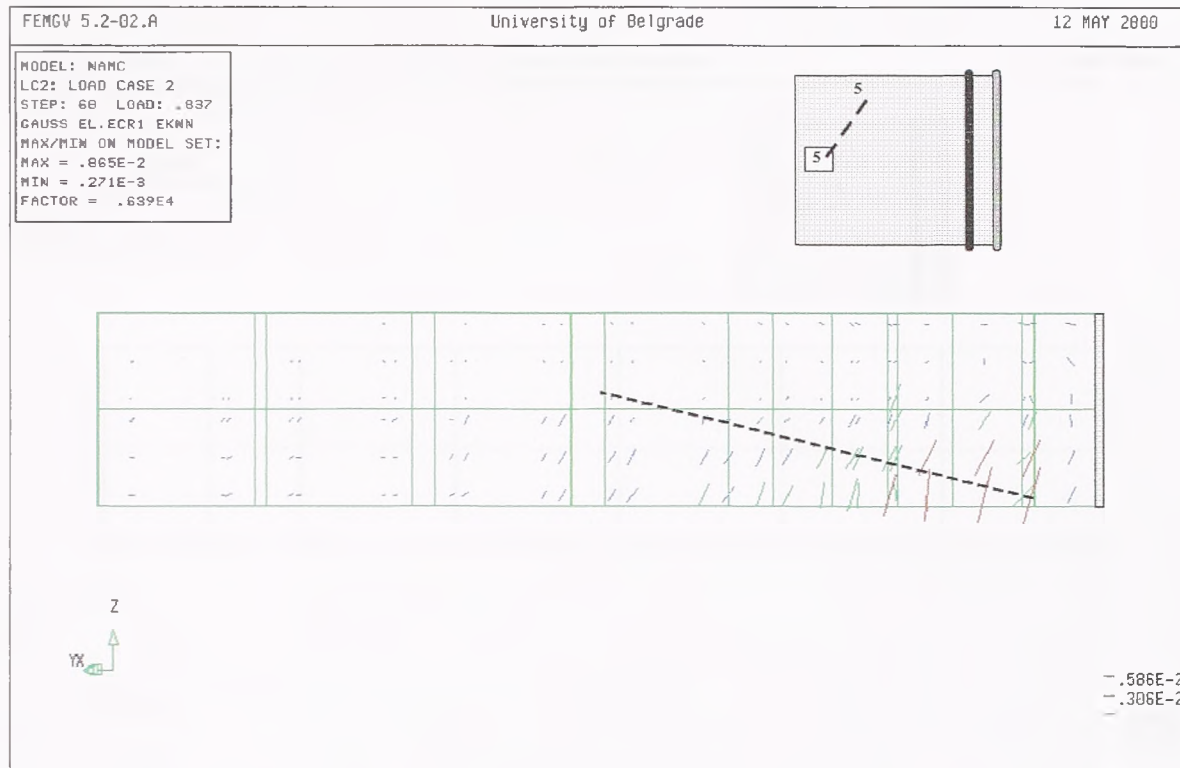 FEMGV 5.2-02.A University of Belgrade 12 MAY 2000
MODEL: NAMC
LC2: LOAD CASE 2
STEP: 60 LOAD: .837
GAUSS EL.ECR1 EKNN
MAX/MIN ON MODEL SET:
MAX = .865E-2
MIN = .271E-3
FACTOR = .639E4
5
5
Z
YX
.586E-2
.306E-2